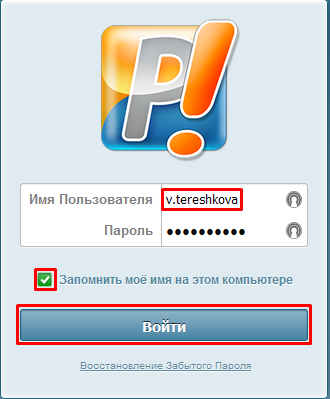 P!
Имя Пользователя v.tereshkova
Пароль ••••••••••
Запомнить моё имя на этом компьютере
Войти
Восстановление Забытого Пароля